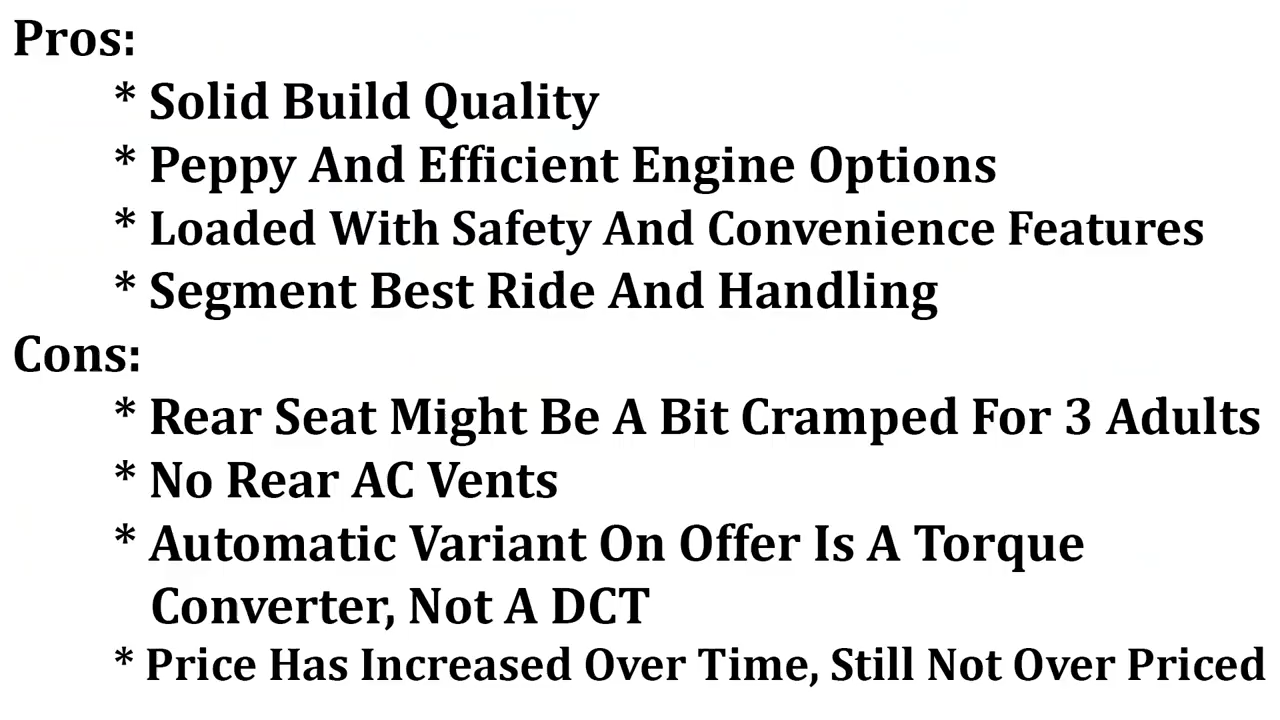 Pros:
* Solid Build Quality
* Peppy And Efficient Engine Options
* Loaded With Safety And Convenience Features
* Segment Best Ride And Handling
Cons:
* Rear Seat Might Be A Bit Cramped For 3 Adults
* No Rear AC Vents
* Automatic Variant On Offer Is A Torque
Converter, Not A DCT
* Price Has Increased Over Time, Still Not Over Priced